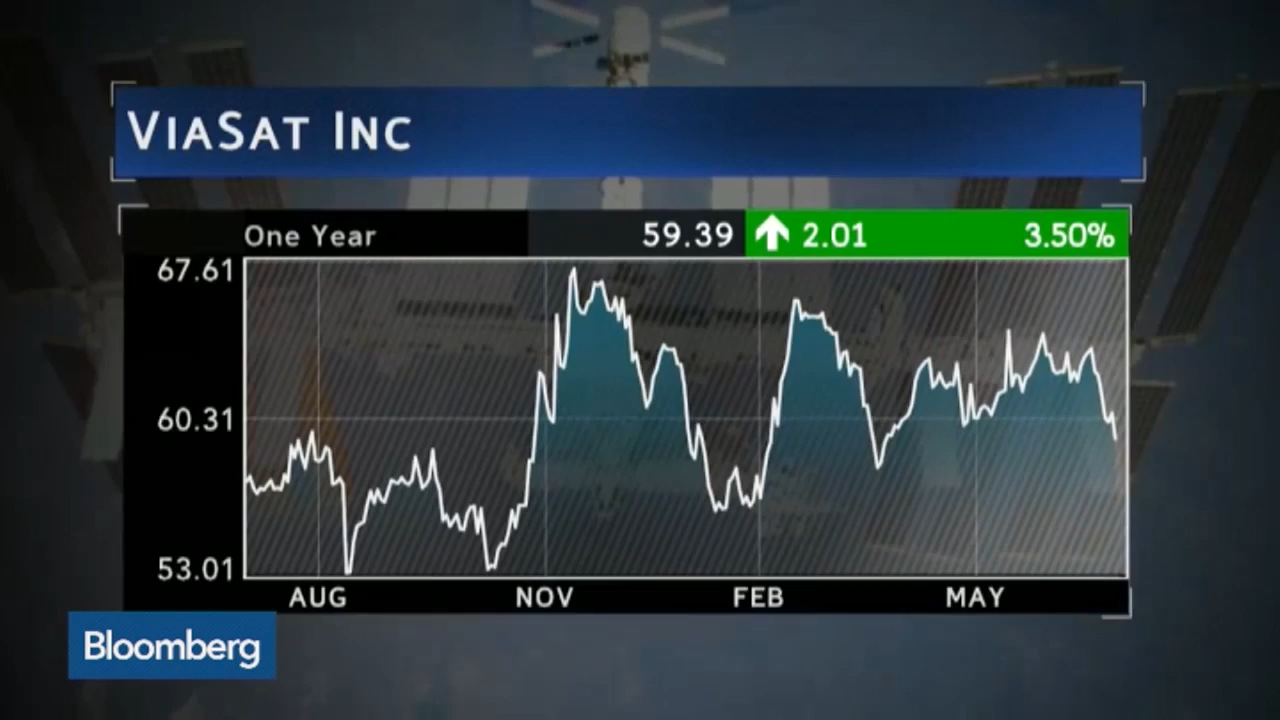 VIASAT INC
One Year 59.39 2.01 3.50%
67.61
60.31
53.01
AUG NOV FEB MAY
Bloomberg